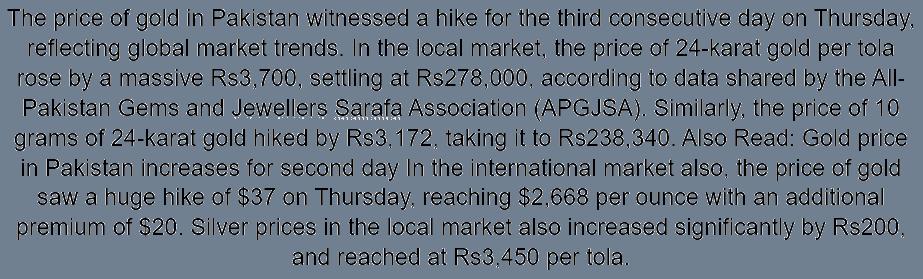 The price of gold in Pakistan witnessed a hike for the third consecutive day on Thursday,
reflecting global market trends. In the local market, the price of 24-karat gold per tola
rose by a massive Rs3,700, settling at Rs278,000, according to data shared by the All-
Pakistan Gems and Jewellers Sarafa Association (APGJSA). Similarly, the price of 10
grams of 24-karat gold hiked by Rs3,172, taking it to Rs238,340. Also Read: Gold price
in Pakistan increases for second day In the international market also, the price of gold
saw a huge hike of $37 on Thursday, reaching $2,668 per ounce with an additional
premium of $20. Silver prices in the local market also increased significantly by Rs200,
and reached at Rs3,450 per tola.